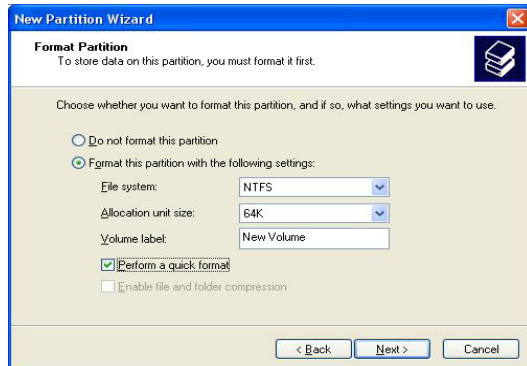 New Partition Wizard
Format Partition
To store data on this partition, you must format it first.
Choose whether you want to format this partition, and if so, what settings you want to use.
Do not format this partition
Format this partition with the following settings:
File system: NTFS
Allocation unit size: 64K
Volume label: New Volume
Perform a quick format
Enable file and folder compression
< Back Next > Cancel